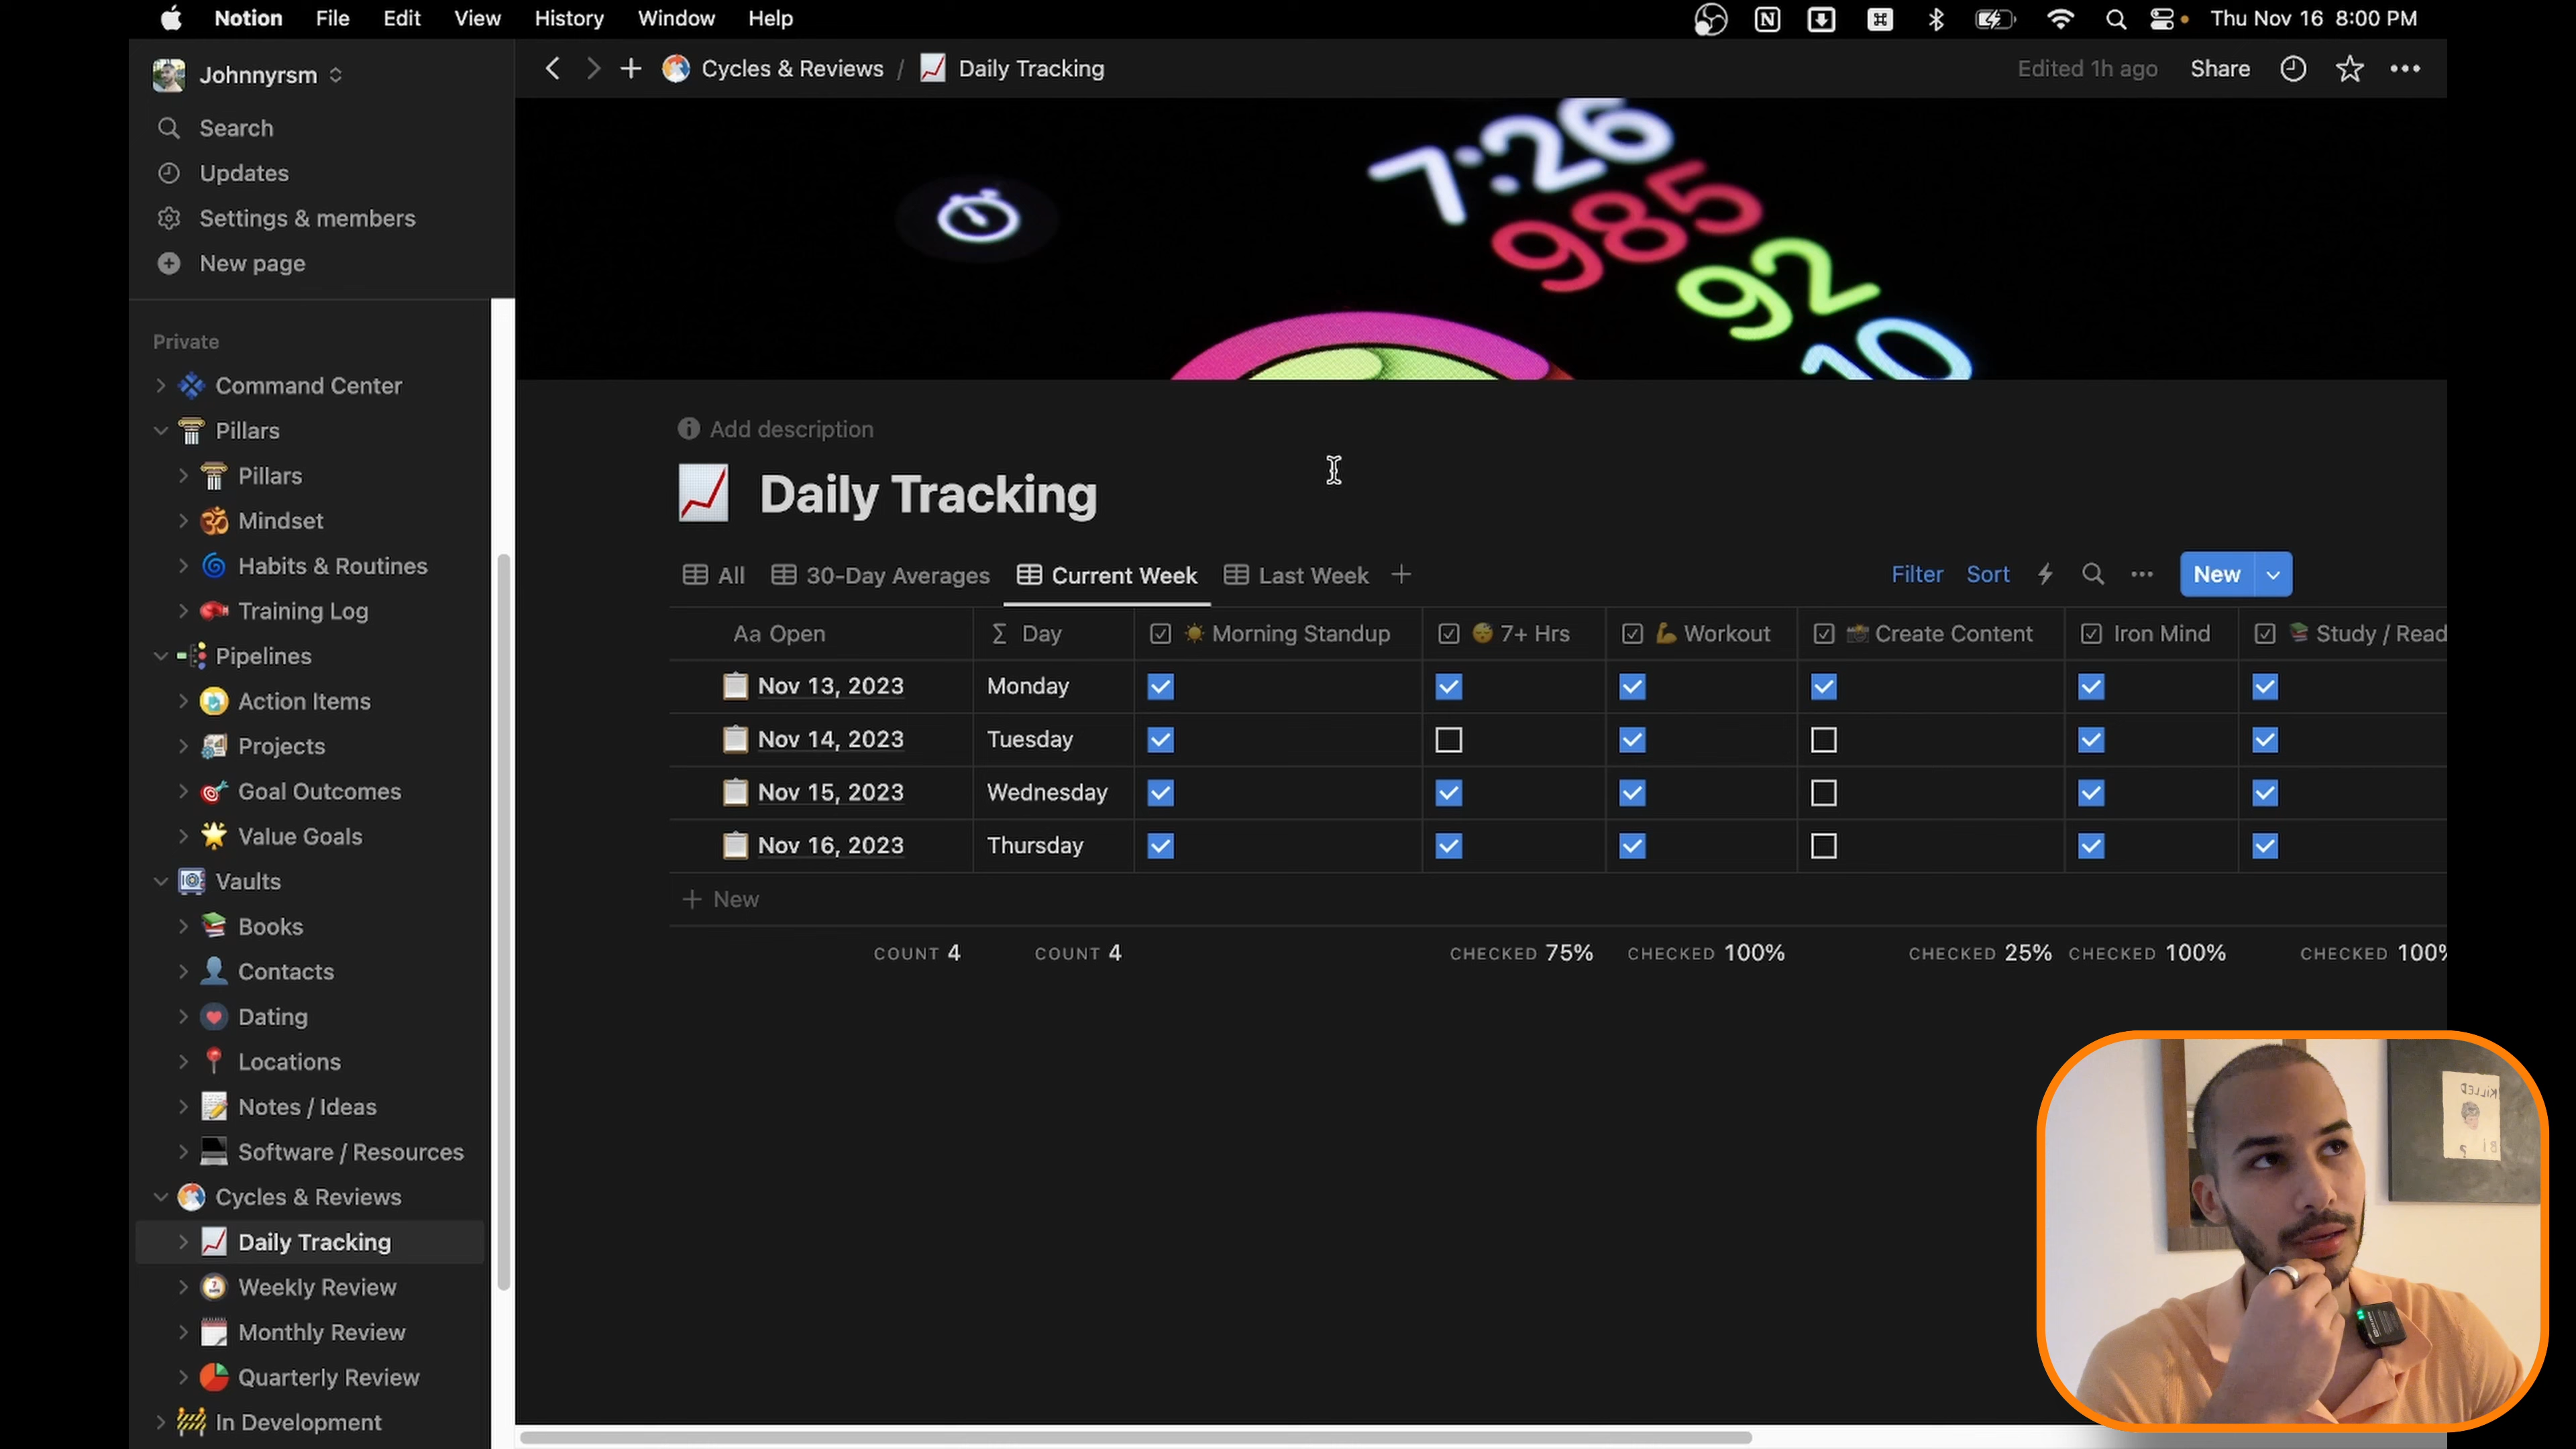 Notion File Edit View History Window Help Thu Nov 16 8:00 PM
Johnnyrsm
Search
Updates
Settings & members
New page
Private
Command Center
Pillars
Pillars
Mindset
Habits & Routines
Training Log
Pipelines
Action Items
Projects
Goal Outcomes
Value Goals
Vaults
Books
Contacts
Dating
Locations
Notes / Ideas
Software / Resources
Cycles & Reviews
Daily Tracking
Weekly Review
Monthly Review
Quarterly Review
In Development
Cycles & Reviews / Daily Tracking Edited 1h ago Share
7:26
985
92
10
Add description
Daily Tracking
All 30-Day Averages Current Week Last Week Filter Sort New
Aa Open Σ Day Morning Standup 7+ Hrs Workout Create Content Iron Mind Study / Read
Nov 13, 2023 Monday
Nov 14, 2023 Tuesday
Nov 15, 2023 Wednesday
Nov 16, 2023 Thursday
New
COUNT 4 COUNT 4 CHECKED 75% CHECKED 100% CHECKED 25% CHECKED 100% CHECKED 100%
KILLED